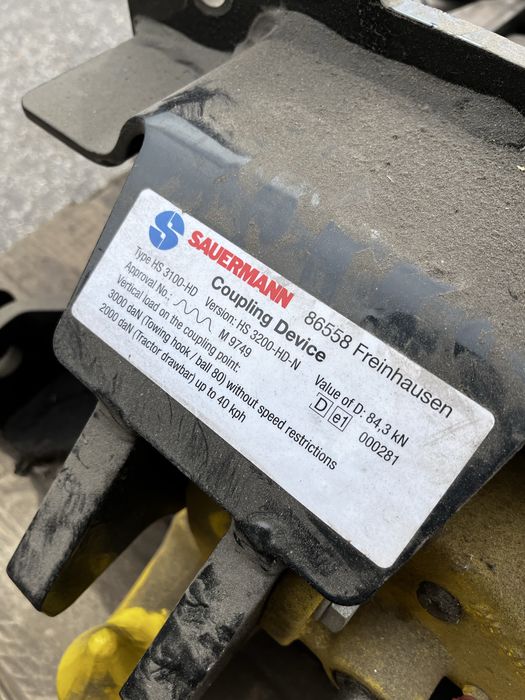 SAUERMANN 86558 Freinhausen
Coupling Device
Type HS 3100-HD Version: HS 3200-HD-N Value of D: 84,3 kN
Approval No.: M 9749 D e1 000281
Vertical load on the coupling point:
3000 daN (Towing hook / ball 80) without speed restrictions
2000 daN (Tractor drawbar) up to 40 kph